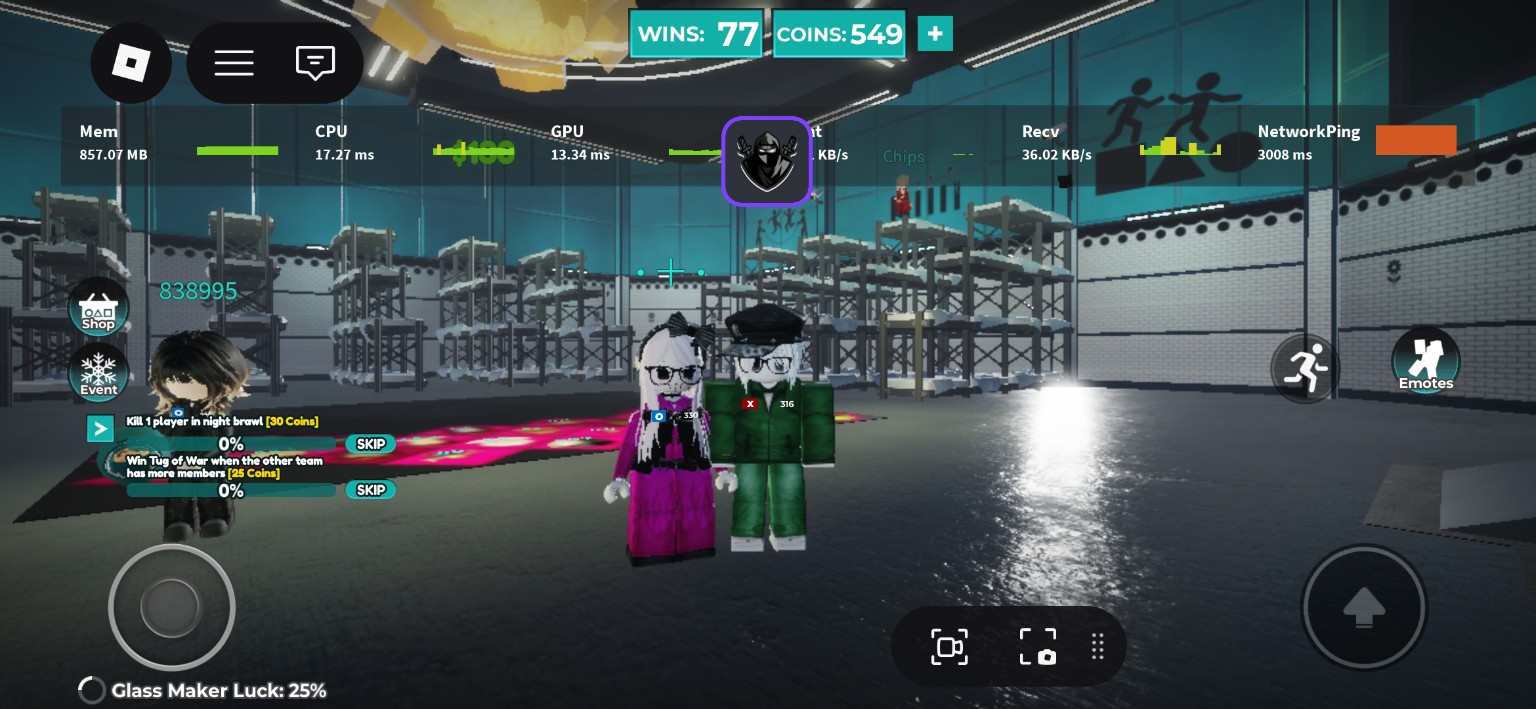 WINS: 77
COINS: 549
+
Mem
857.07 MB
CPU
17.27 ms
$100
GPU
13.34 ms
KB/s
Chips
Recv
36.02 KB/s
NetworkPing
3008 ms
838995
Shop
Event
Emotes
O 330
X 316
O
>
Kill 1 player in night brawl [30 Coins]
0%
SKIP
Win Tug of War when the other team
has more members [25 Coins]
0%
SKIP
Glass Maker Luck: 25%